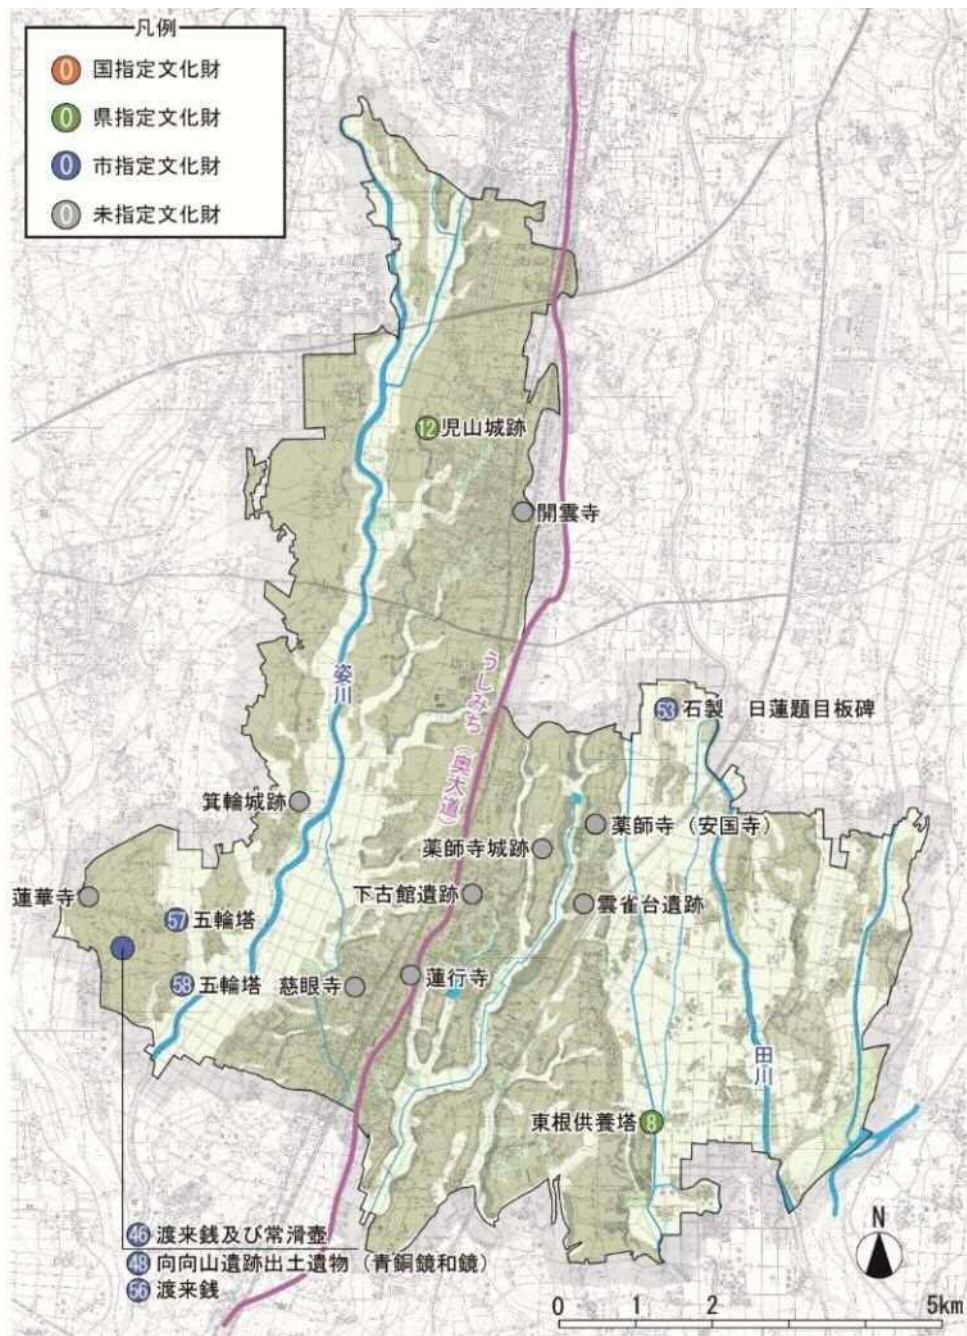 凡例
0 国指定文化財
0 県指定文化財
0 市指定文化財
0 未指定文化財
12 児山城跡
開雲寺
姿川
うしみち（奥大道）
53 石製　日蓮題目板碑
箕輪城跡
薬師寺（安国寺）
薬師寺城跡
蓮華寺
下古館遺跡
雲雀台遺跡
57 五輪塔
58 五輪塔
慈眼寺
蓮行寺
田川
東根供養塔 8
46 渡来銭及び常滑壺
48 向向山遺跡出土遺物（青銅鏡和鏡）
56 渡来銭
N
0 1 2 5km